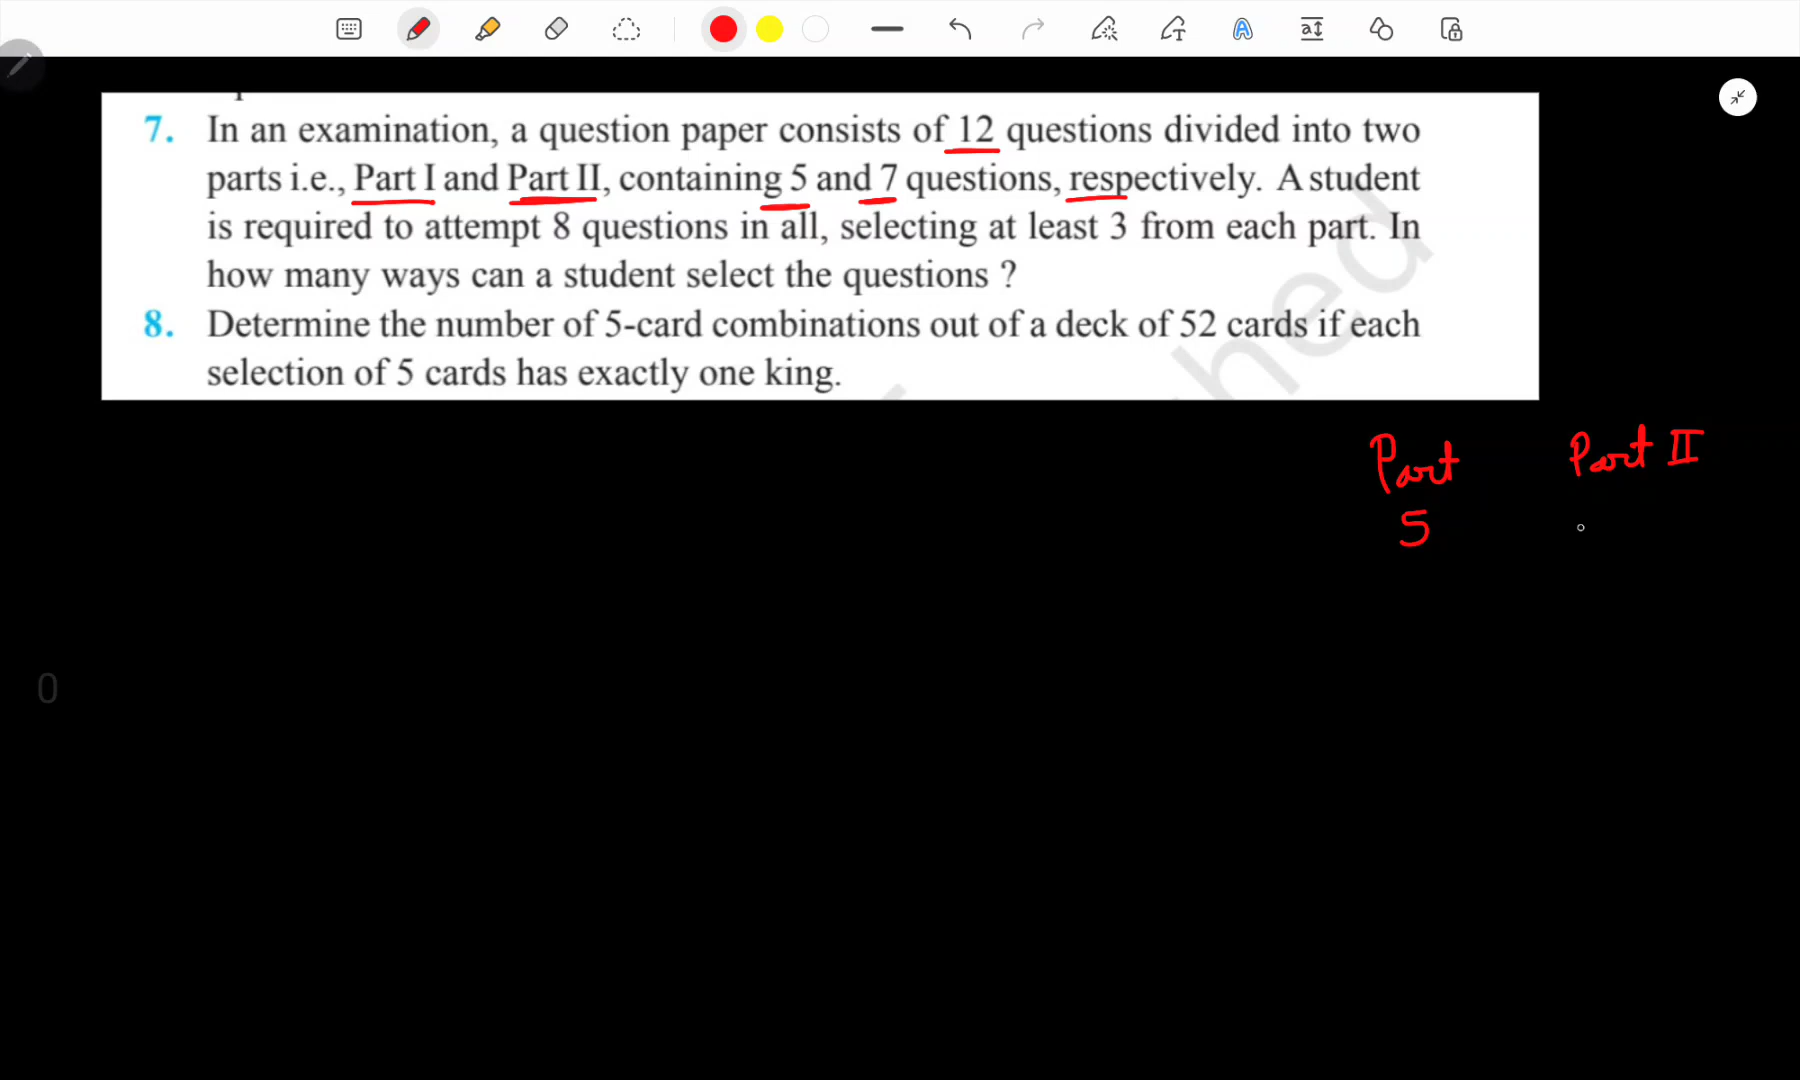 7. In an examination, a question paper consists of 12 questions divided into two
parts i.e., Part I and Part II, containing 5 and 7 questions, respectively. A student
is required to attempt 8 questions in all, selecting at least 3 from each part. In
how many ways can a student select the questions ?
8. Determine the number of 5-card combinations out of a deck of 52 cards if each
selection of 5 cards has exactly one king.
hed
Part Part II
5
0